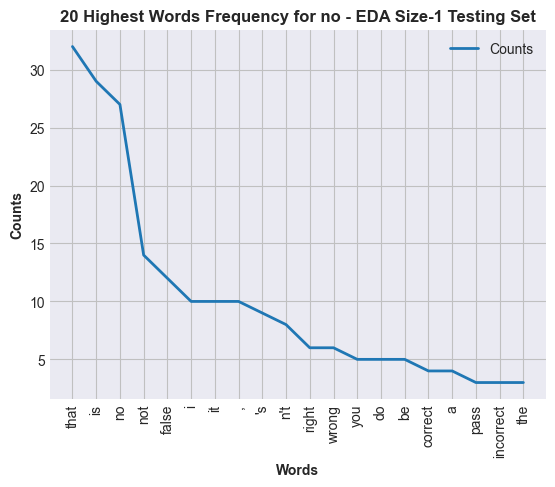 20 Highest Words Frequency for no - EDA Size-1 Testing Set
Counts
Counts
30
25
20
15
10
5
that
is
no
not
false
i
it
,
's
n't
right
wrong
you
do
be
correct
a
pass
incorrect
the
Words